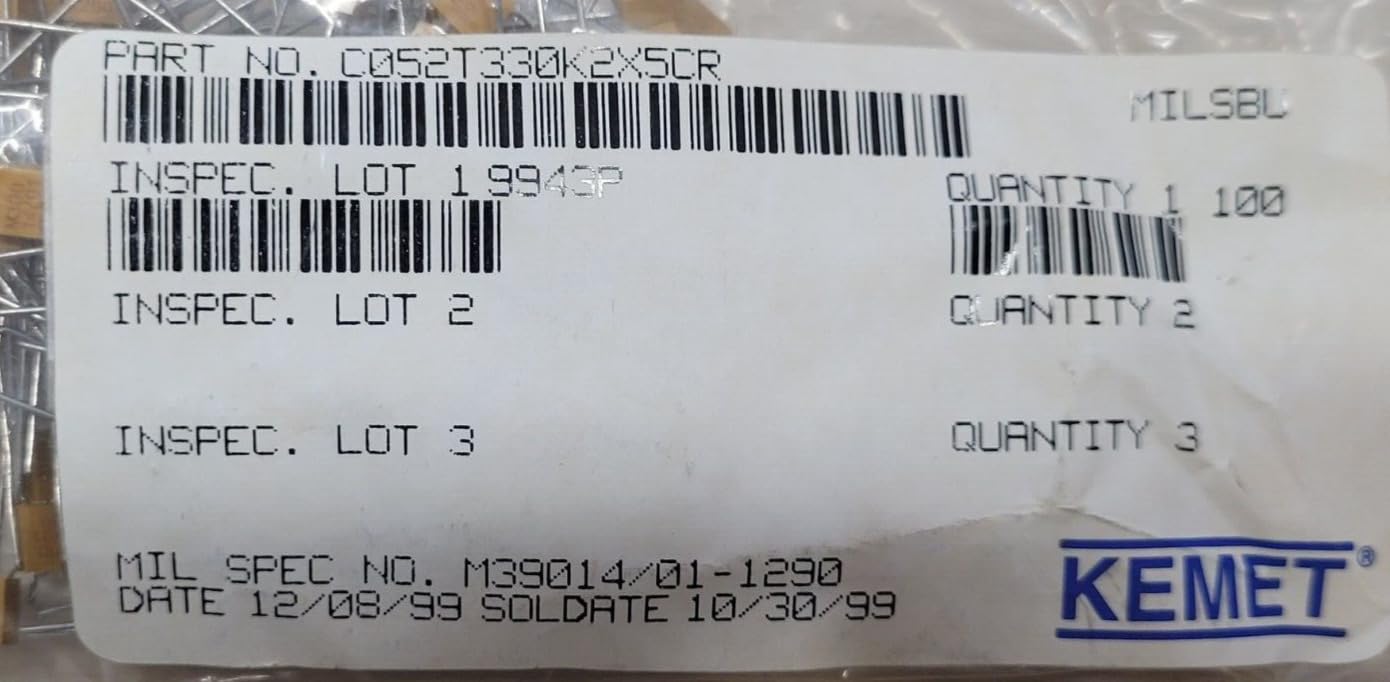 PART NO. C052T330K2X5CR
MILSBL
INSPEC. LOT 1 9943P
QUANTITY 1 100
INSPEC. LOT 2
QUANTITY 2
INSPEC. LOT 3
QUANTITY 3
MIL SPEC NO. M39014/01-1290
DATE 12/08/99 SOLDATE 10/30/99
KEMET®